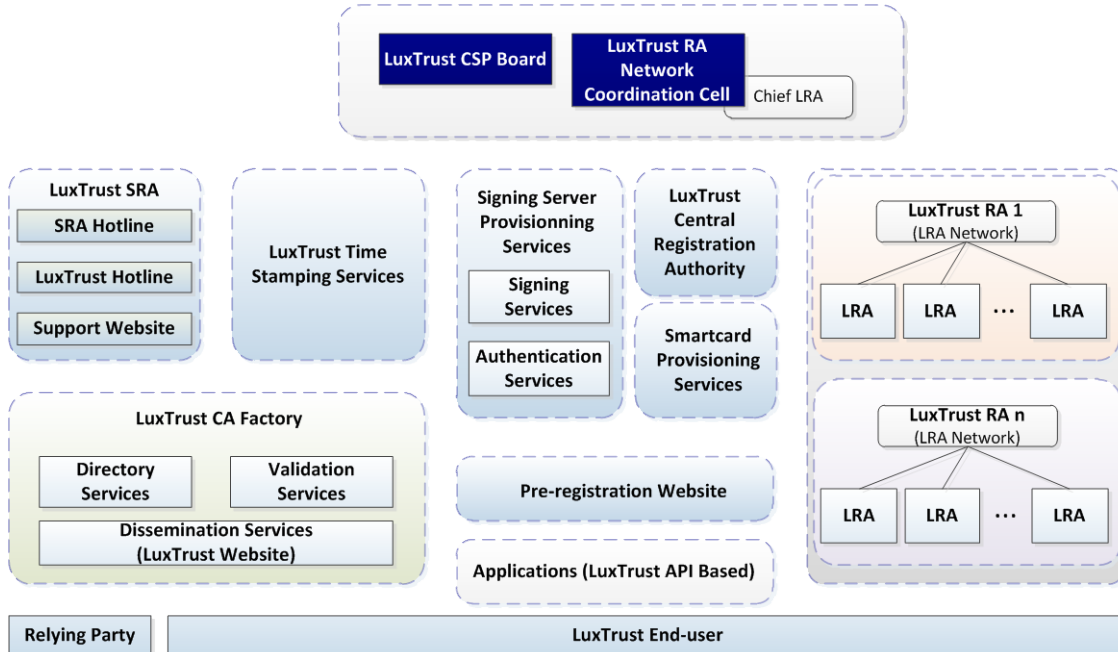 LuxTrust CSP Board
LuxTrust RA
Network
Coordination Cell
Chief LRA
LuxTrust SRA
SRA Hotline
LuxTrust Hotline
Support Website
LuxTrust Time
Stamping Services
Signing Server
Provisionning
Services
Signing
Services
Authentication
Services
LuxTrust
Central
Registration
Authority
Smartcard
Provisioning
Services
LuxTrust RA 1
(LRA Network)
LRA
LRA
...
LRA
LuxTrust RA n
(LRA Network)
LRA
LRA
...
LRA
LuxTrust CA Factory
Directory
Services
Validation
Services
Dissemination Services
(LuxTrust Website)
Pre-registration Website
Applications (LuxTrust API Based)
Relying Party
LuxTrust End-user